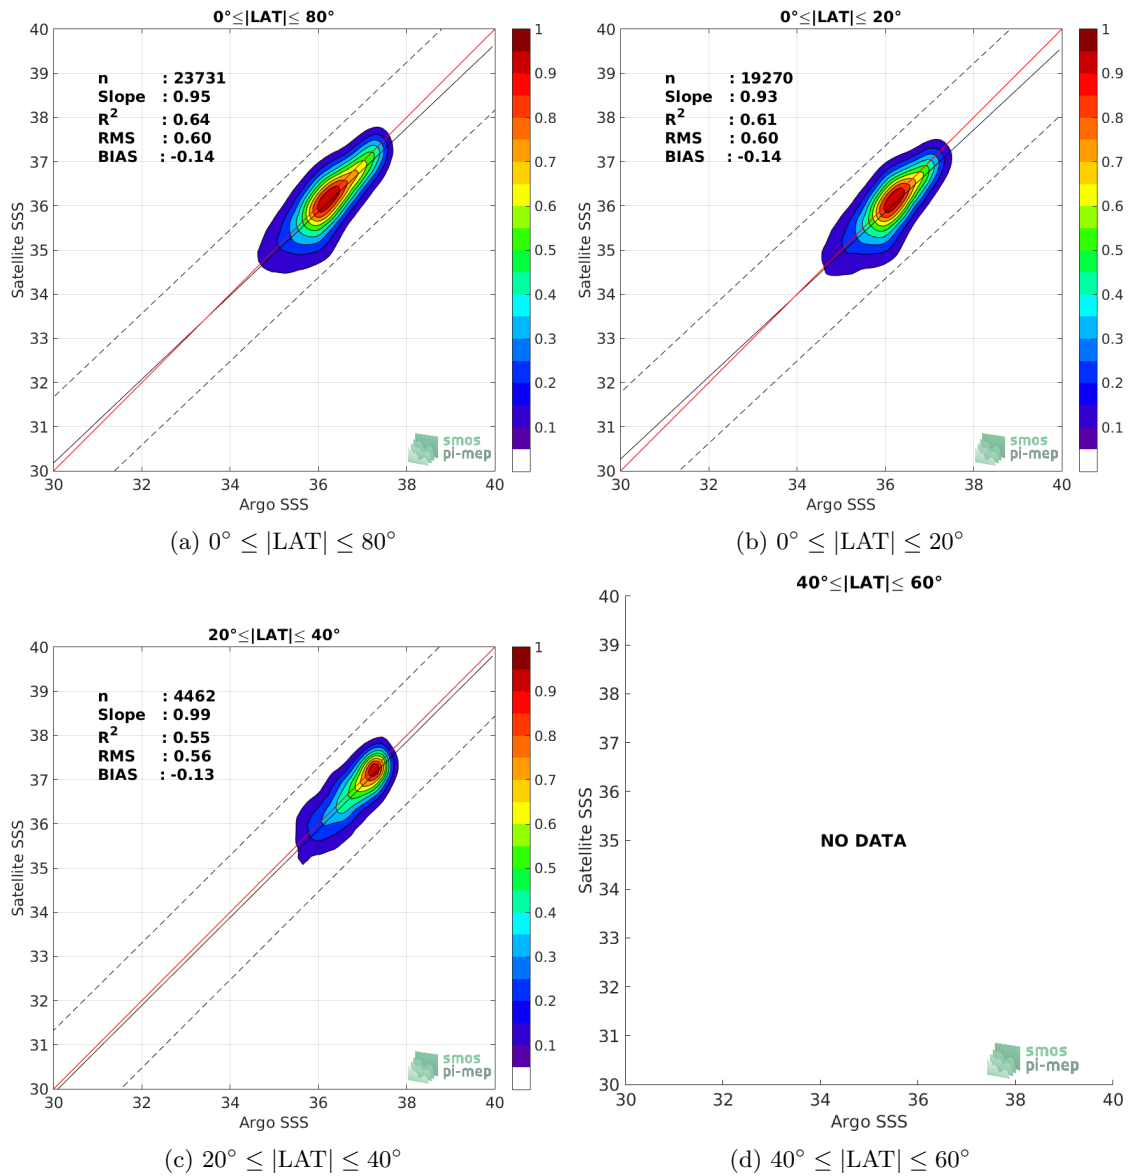 0°≤|LAT|≤ 80°
n : 23731
Slope : 0.95
R2 : 0.64
RMS : 0.60
BIAS : -0.14
40
39
38
37
36
35
34
33
32
31
30
Satellite SSS
30 32 34 36 38 40
Argo SSS
1
0.9
0.8
0.7
0.6
0.5
0.4
0.3
0.2
0.1
smos
pi-mep
(a) 0° ≤ |LAT| ≤ 80°
0°≤|LAT|≤ 20°
n : 19270
Slope : 0.93
R2 : 0.61
RMS : 0.60
BIAS : -0.14
40
39
38
37
36
35
34
33
32
31
30
Satellite SSS
30 32 34 36 38 40
Argo SSS
1
0.9
0.8
0.7
0.6
0.5
0.4
0.3
0.2
0.1
smos
pi-mep
(b) 0° ≤ |LAT| ≤ 20°
20°≤|LAT|≤ 40°
n : 4462
Slope : 0.99
R2 : 0.55
RMS : 0.56
BIAS : -0.13
40
39
38
37
36
35
34
33
32
31
30
Satellite SSS
30 32 34 36 38 40
Argo SSS
1
0.9
0.8
0.7
0.6
0.5
0.4
0.3
0.2
0.1
smos
pi-mep
(c) 20° ≤ |LAT| ≤ 40°
40°≤|LAT|≤ 60°
40
39
38
37
36
35
34
33
32
31
30
Satellite SSS
NO DATA
30 32 34 36 38 40
Argo SSS
smos
pi-mep
(d) 40° ≤ |LAT| ≤ 60°